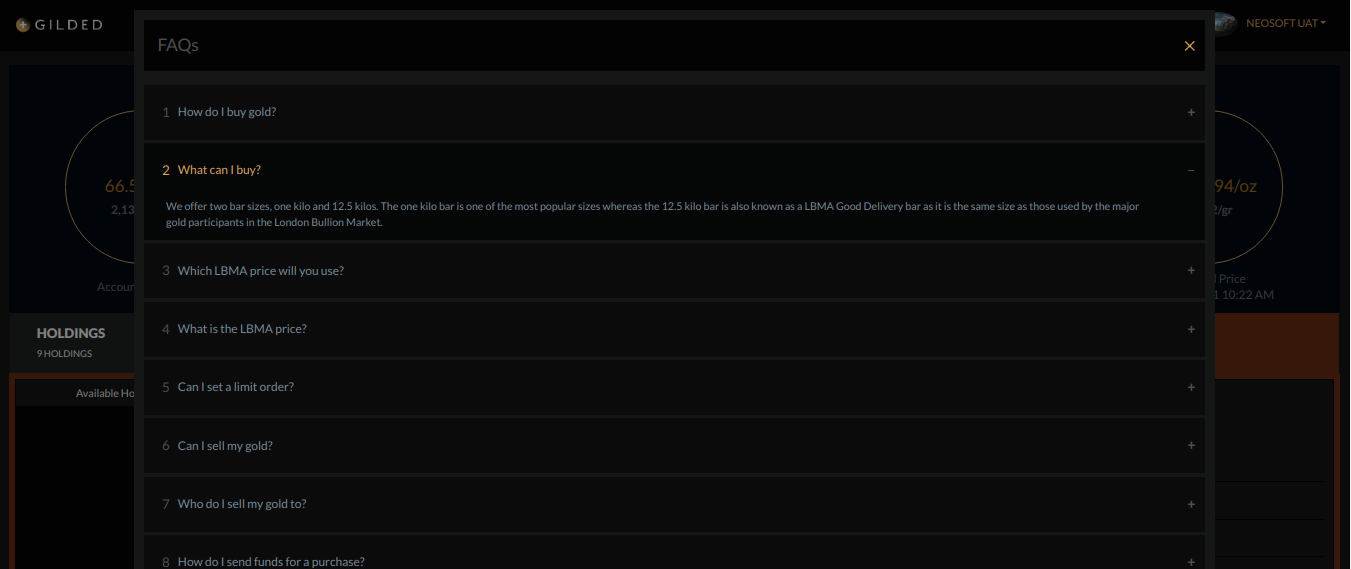 GILDED
NEOSOFT UAT
FAQs
×
1 How do I buy gold? +
2 What can I buy? −
We offer two bar sizes, one kilo and 12.5 kilos. The one kilo bar is one of the most popular sizes whereas the 12.5 kilo bar is also known as a LBMA Good Delivery bar as it is the same size as those used by the major
gold participants in the London Bullion Market.
3 Which LBMA price will you use? +
4 What is the LBMA price? +
5 Can I set a limit order? +
6 Can I sell my gold? +
7 Who do I sell my gold to? +
8 How do I send funds for a purchase? +
66.5
2,13
Accoun
94/oz
/gr
Price
10:22 AM
HOLDINGS
9 HOLDINGS
Available Ho